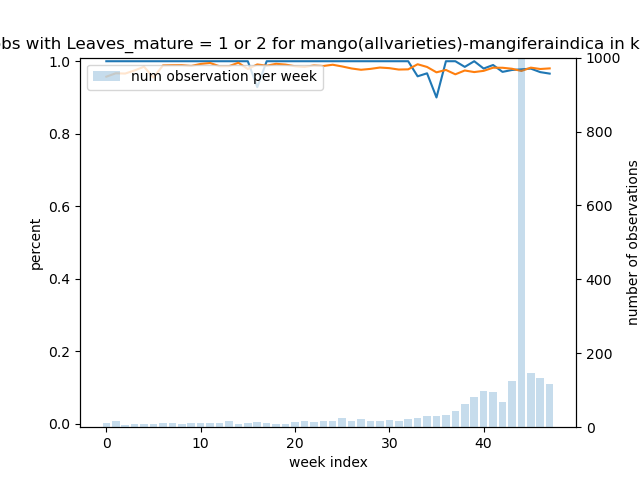 bs with Leaves_mature = 1 or 2 for mango(allvarieties)-mangiferaindica in k
num observation per week
1.0
0.8
0.6
0.4
0.2
0.0
percent
1000
800
600
400
200
0
number of observations
0 10 20 30 40
week index